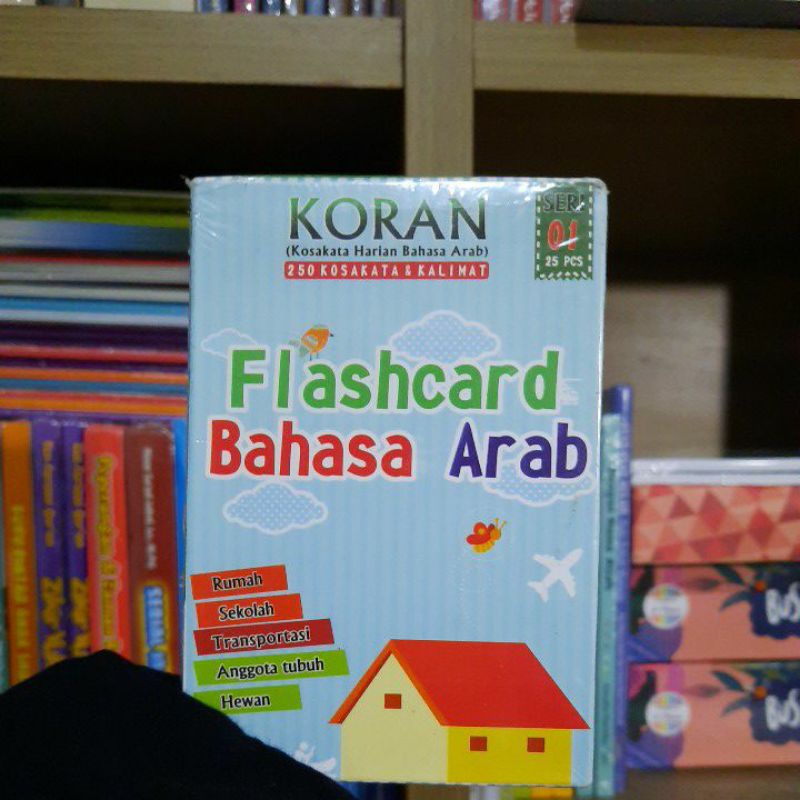 KORAN
(Kosakata Harian Bahasa Arab)
250 KOSAKATA & KALIMAT
SERI
01
25 PCS
Flashcard
Bahasa Arab
Rumah
Sekolah
Transportasi
Anggota tubuh
Hewan